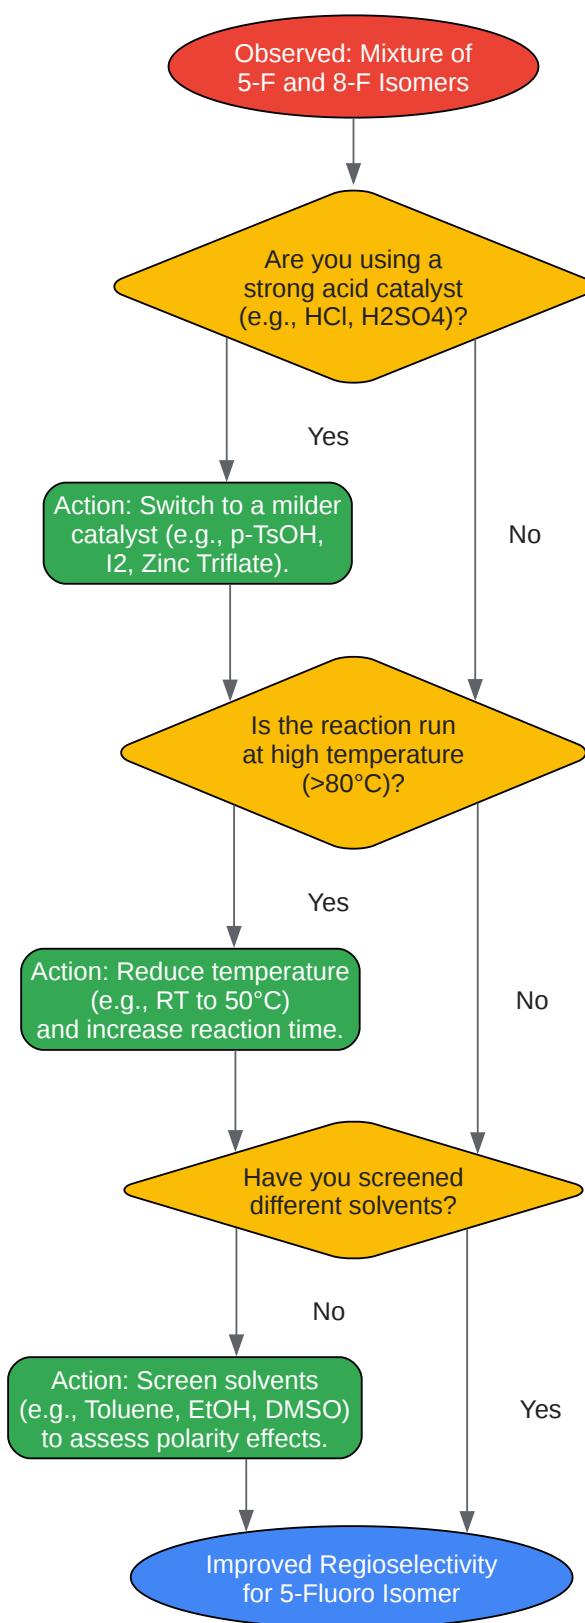 Observed: Mixture of
5-F and 8-F Isomers
Are you using a
strong acid catalyst
(e.g., HCl, H2SO4)?
Yes
Action: Switch to a milder
catalyst (e.g., p-TsOH,
I2, Zinc Triflate).
No
Is the reaction run
at high temperature
(>80°C)?
Yes
Action: Reduce temperature
(e.g., RT to 50°C)
and increase reaction time.
No
Have you screened
different solvents?
No
Action: Screen solvents
(e.g., Toluene, EtOH, DMSO)
to assess polarity effects.
Yes
Improved Regioselectivity
for 5-Fluoro Isomer